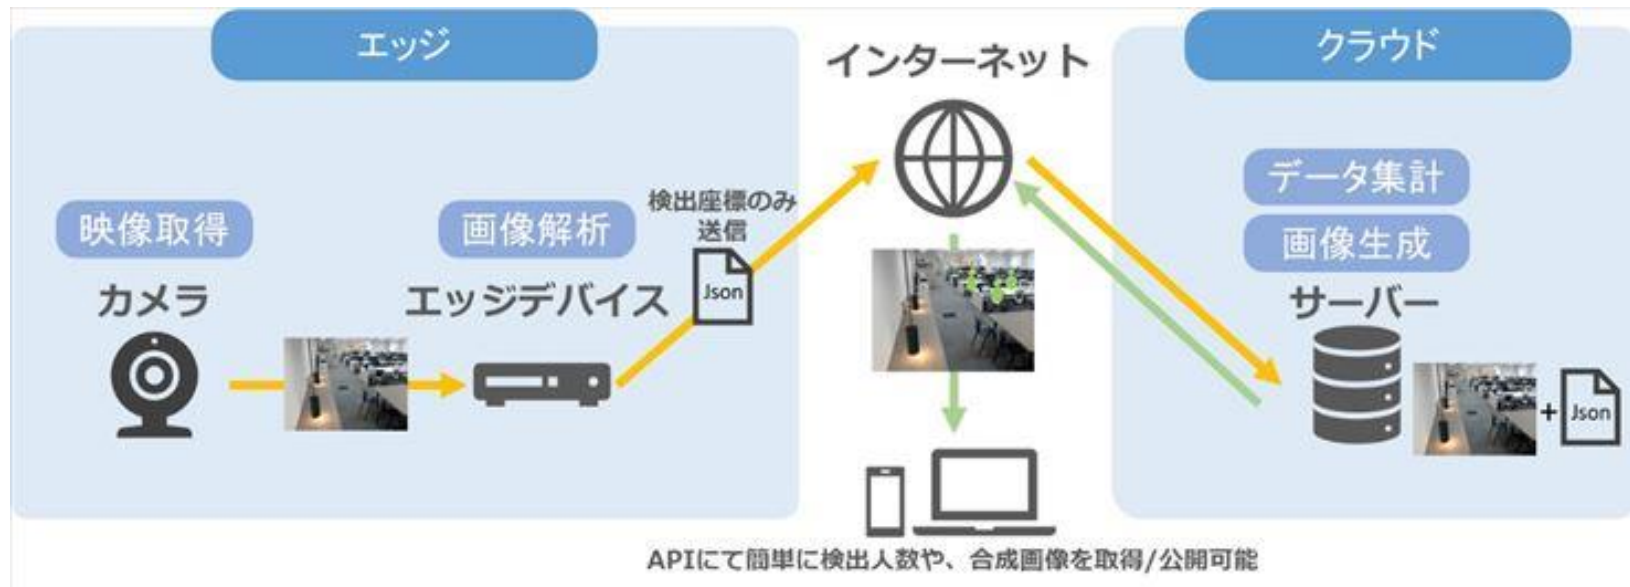 エッジ
映像取得
カメラ
画像解析
エッジデバイス
検出座標のみ
送信
Json
インターネット
クラウド
データ集計
画像生成
サーバー
+
Json
APIにて簡単に検出人数や、合成画像を取得/公開可能